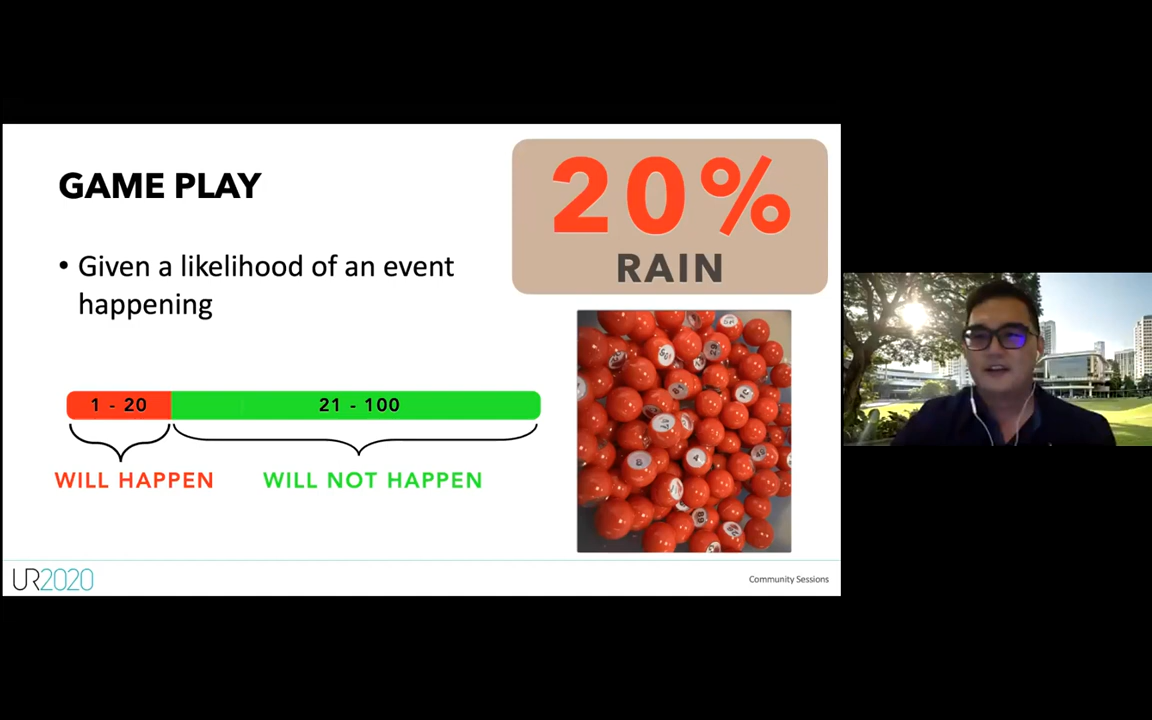 GAME PLAY
20%
RAIN
• Given a likelihood of an event
happening
1 - 20
21 - 100
WILL HAPPEN
WILL NOT HAPPEN
UR2020
Community Sessions